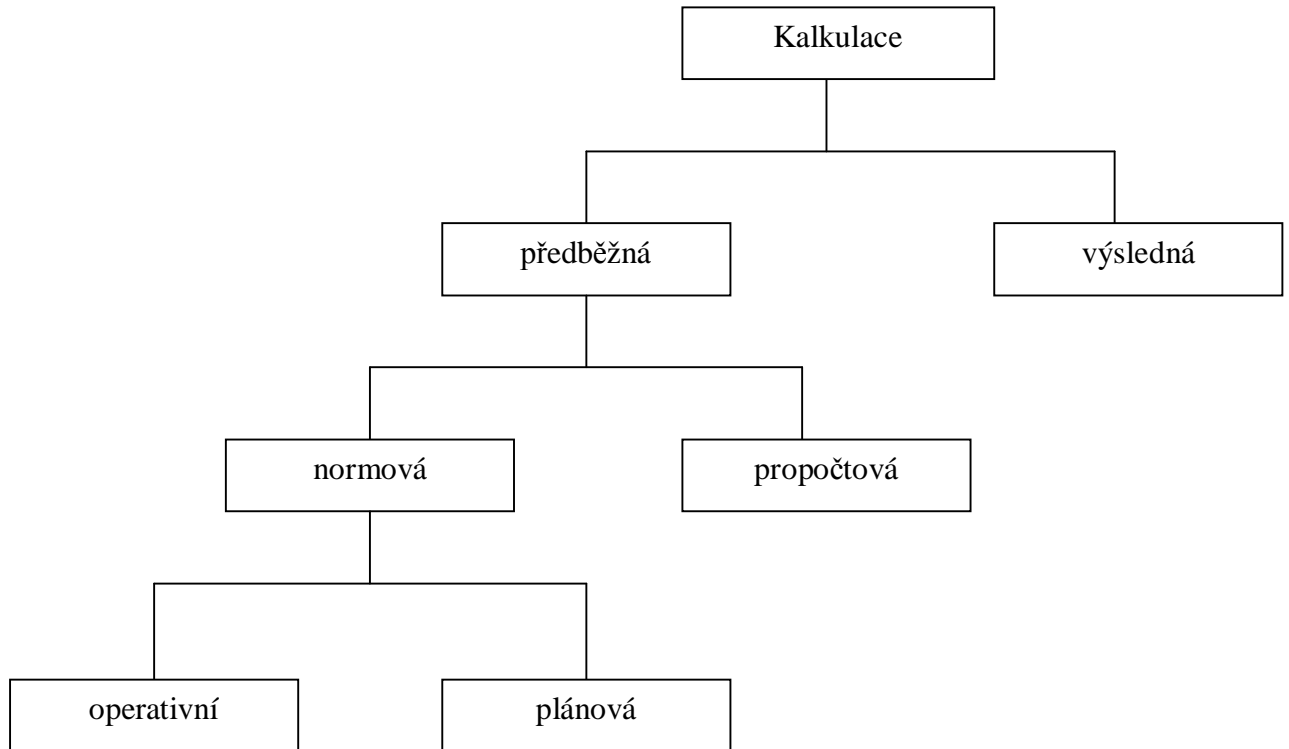 Kalkulace
předběžná
výsledná
normová
propočtová
operativní
plánová